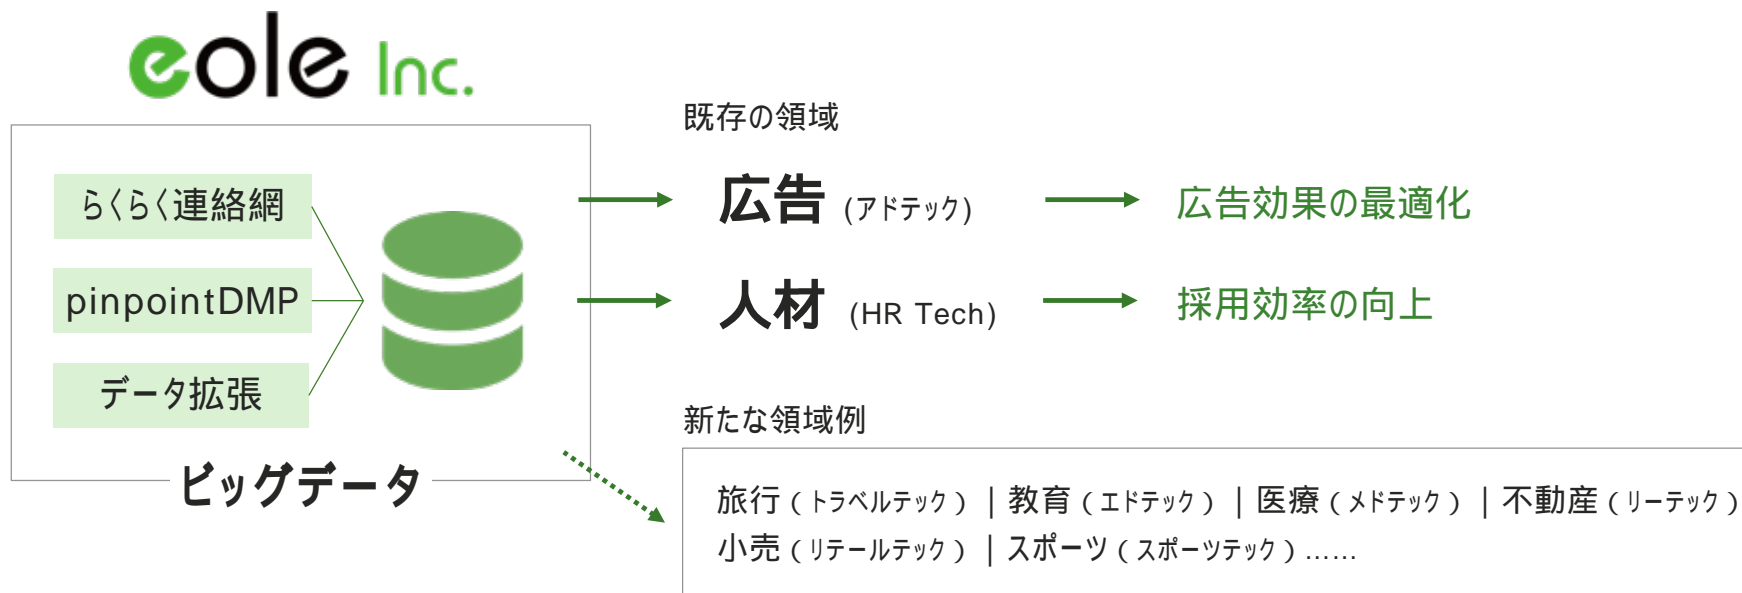 eole Inc.
らくらく連絡網
pinpointDMP
データ拡張
ビッグデータ
既存の領域
広告 (アドテック)
広告効果の最適化
人材 (HR Tech)
採用効率の向上
新たな領域例
旅行(トラベルテック)|教育(エドテック)|医療(メドテック)|不動産(リーテック)
小売(リテールテック)|スポーツ(スポーツテック)……